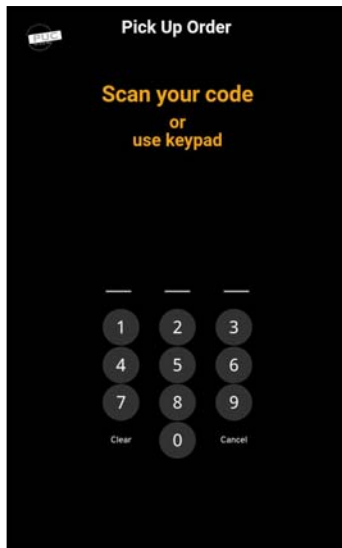 PUC
Pick Up Order
Scan your code
or
use keypad
1 2 3
4 5 6
7 8 9
Clear 0 Cancel